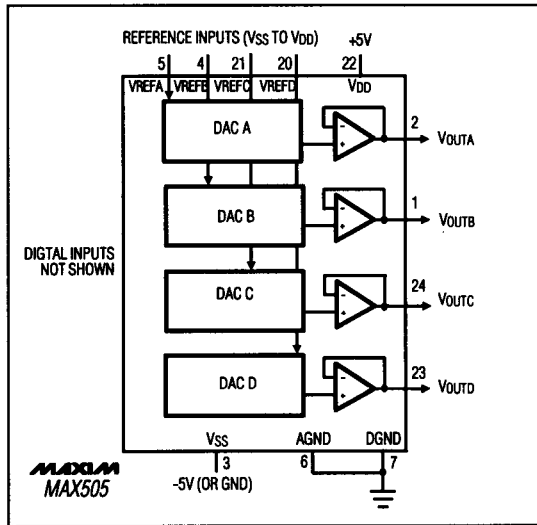 REFERENCE INPUTS (VSS TO VDD) +5V
5 4 21 20 22
VREFA VREFB VREFC VREFD VDD
DAC A
- +
2 VOUTA
DAC B
- +
1 VOUTB
DIGTAL INPUTS
NOT SHOWN
DAC C
- +
24 VOUTC
DAC D
- +
23 VOUTD
VSS AGND DGND
3 6 7
-5V (OR GND)
MAXIM
MAX505